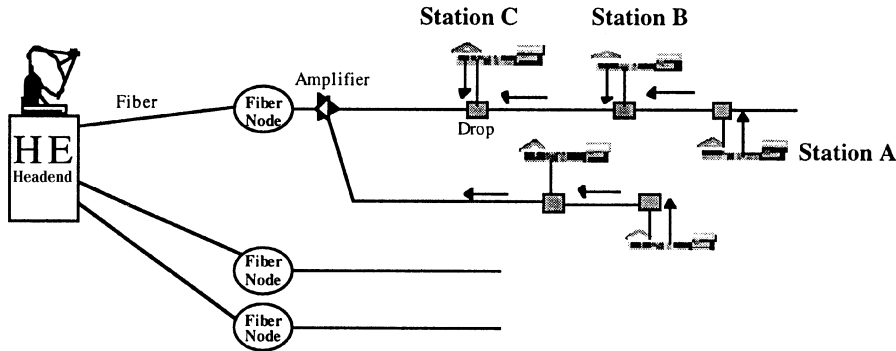 Station C
Station B
Amplifier
Fiber
Fiber
Node
Drop
HE
Headend
Station A
Fiber
Node
Fiber
Node